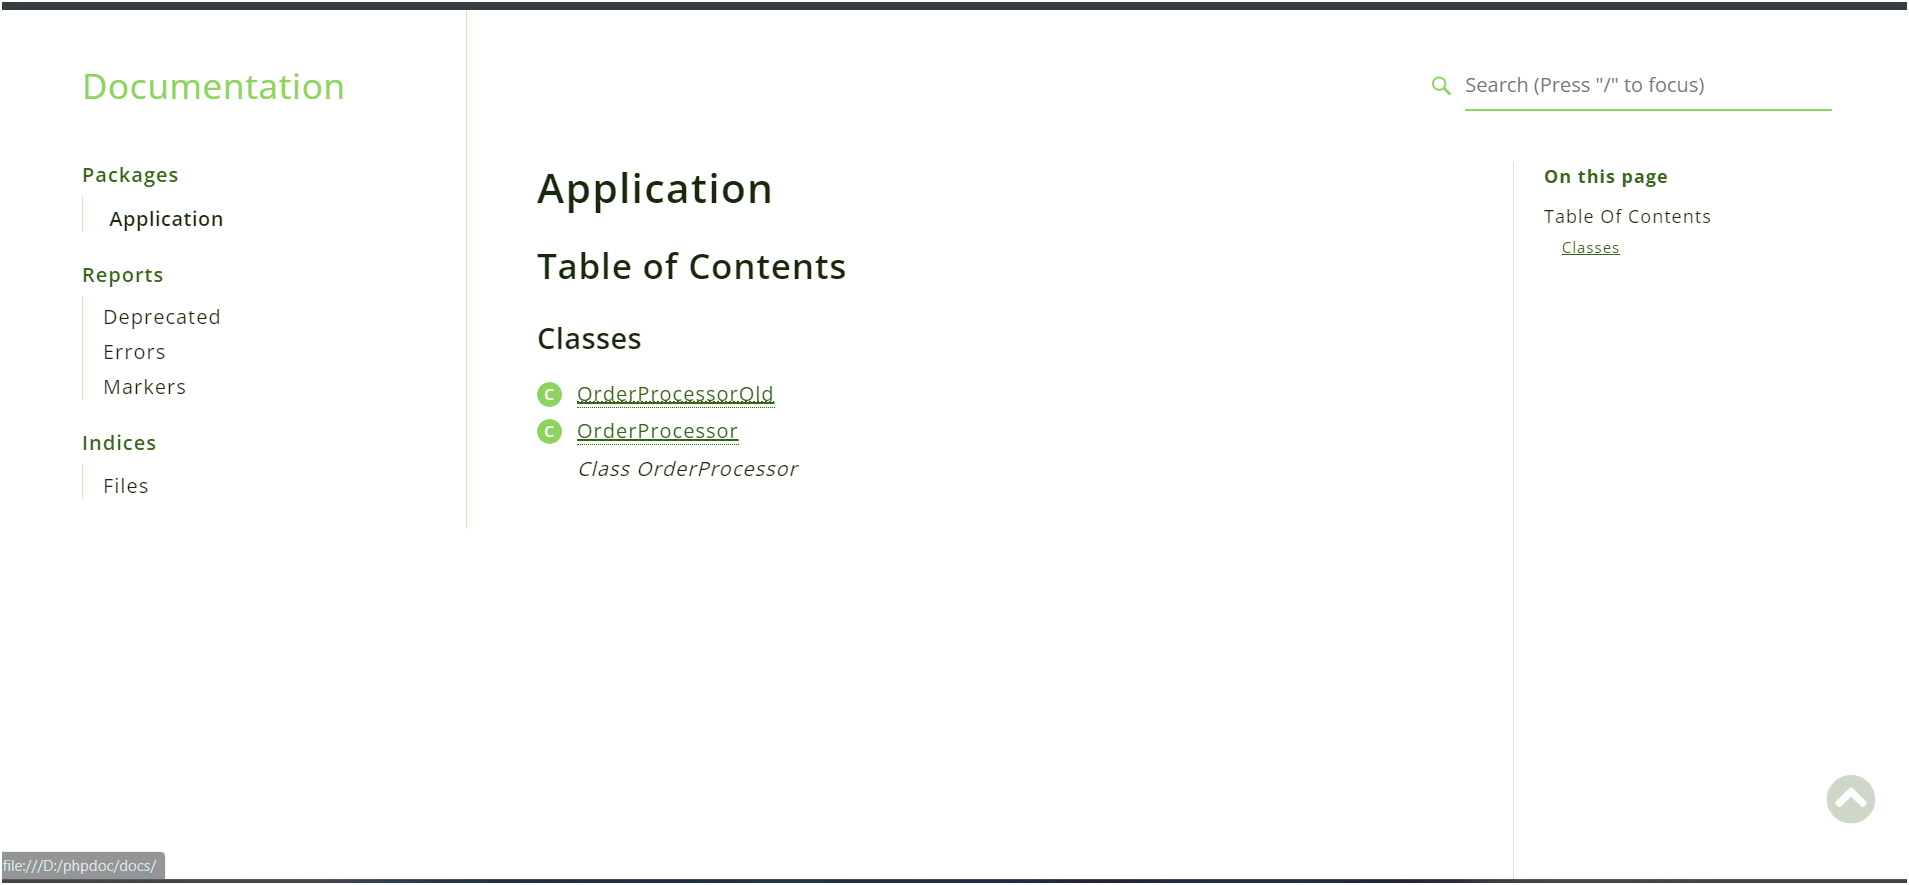 Documentation
Search (Press "/" to focus)
Packages
Application
Reports
Deprecated
Errors
Markers
Indices
Files
Application
Table of Contents
Classes
C OrderProcessorOld
C OrderProcessor
Class OrderProcessor
On this page
Table Of Contents
Classes
file:///D:/phpdoc/docs/